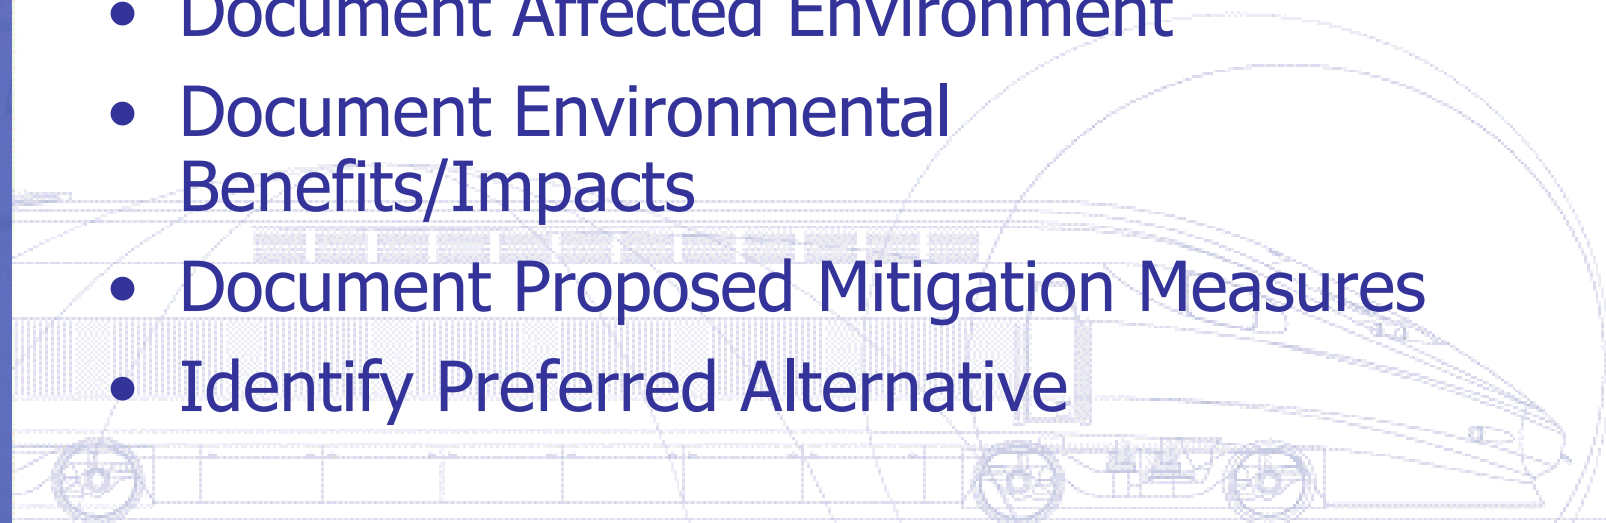 • Document Affected Environment
• Document Environmental
Benefits/Impacts
• Document Proposed Mitigation Measures
• Identify Preferred Alternative